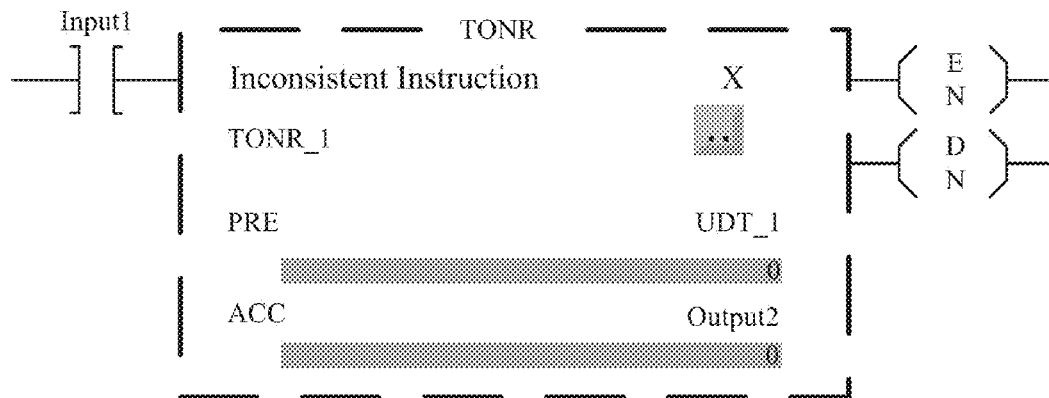 Input1
TONR
Inconsistent Instruction X
TONR_1 ..
PRE UDT_1
0
ACC Output2
0
E
N
D
N